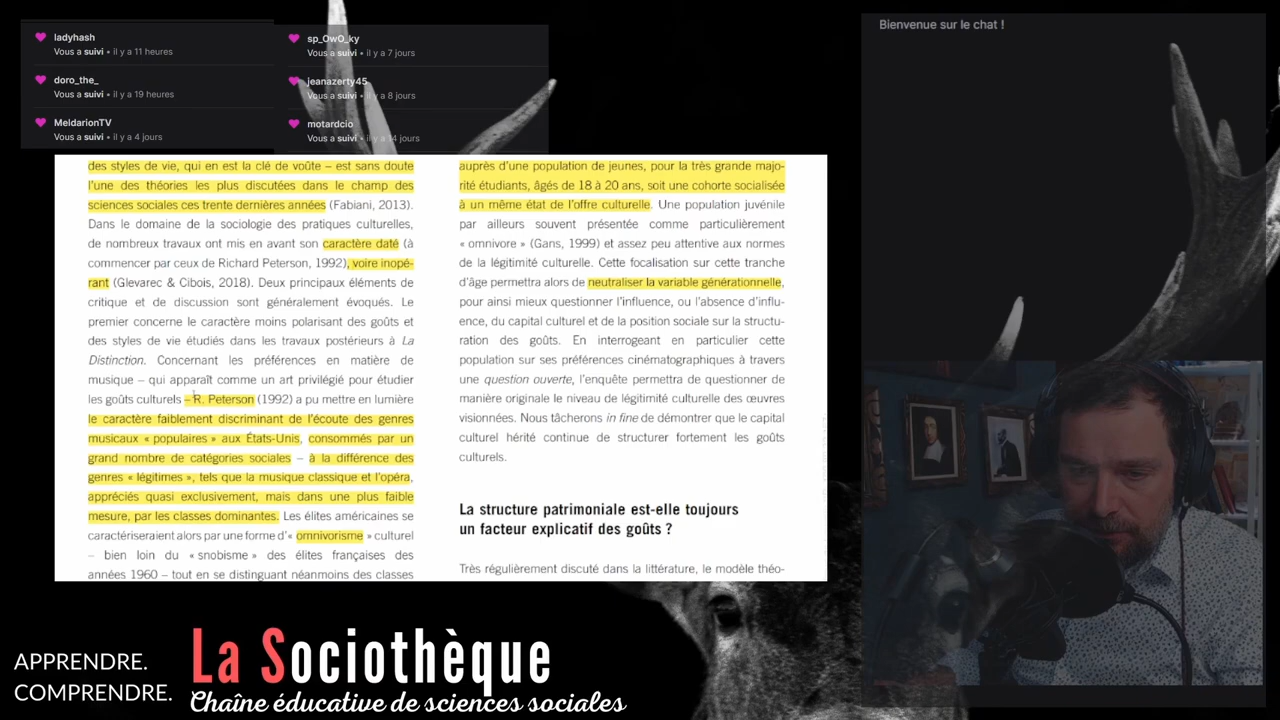 ladyhash
Vous a suivi • il y a 11 heures
doro_the_
Vous a suivi • il y a 19 heures
MeldarionTV
Vous a suivi • il y a 4 jours
sp_OwO_ky
Vous a suivi • il y a 7 jours
jeanazerty45
Vous a suivi • il y a 8 jours
motardcio
Vous a suivi • il y a 14 jours
Bienvenue sur le chat !
des styles de vie, qui en est la clé de voûte – est sans doute
l'une des théories les plus discutées dans le champ des
sciences sociales ces trente dernières années (Fabiani, 2013).
Dans le domaine de la sociologie des pratiques culturelles,
de nombreux travaux ont mis en avant son caractère daté (à
commencer par ceux de Richard Peterson, 1992), voire inopé-
rant (Glevarec & Cibois, 2018). Deux principaux éléments de
critique et de discussion sont généralement évoqués. Le
premier concerne le caractère moins polarisant des goûts et
des styles de vie étudiés dans les travaux postérieurs à La
Distinction. Concernant les préférences en matière de
musique – qui apparaît comme un art privilégié pour étudier
les goûts culturels – R. Peterson (1992) a pu mettre en lumière
le caractère faiblement discriminant de l'écoute des genres
musicaux « populaires » aux États-Unis, consommés par un
grand nombre de catégories sociales – à la différence des
genres « légitimes », tels que la musique classique et l'opéra,
appréciés quasi exclusivement, mais dans une plus faible
mesure, par les classes dominantes. Les élites américaines se
caractériseraient alors par une forme d'« omnivorisme » culturel
– bien loin du « snobisme » des élites françaises des
années 1960 – tout en se distinguant néanmoins des classes
auprès d'une population de jeunes, pour la très grande majo-
rité étudiants, âgés de 18 à 20 ans, soit une cohorte socialisée
à un même état de l'offre culturelle. Une population juvénile
par ailleurs souvent présentée comme particulièrement
« omnivore » (Gans, 1999) et assez peu attentive aux normes
de la légitimité culturelle. Cette focalisation sur cette tranche
d'âge permettra alors de neutraliser la variable générationnelle,
pour ainsi mieux questionner l'influence, ou l'absence d'influ-
ence, du capital culturel et de la position sociale sur la structu-
ration des goûts. En interrogeant en particulier cette
population sur ses préférences cinématographiques à travers
une question ouverte, l'enquête permettra de questionner de
manière originale le niveau de légitimité culturelle des œuvres
visionnées. Nous tâcherons in fine de démontrer que le capital
culturel hérité continue de structurer fortement les goûts
culturels.
La structure patrimoniale est-elle toujours
un facteur explicatif des goûts ?
Très régulièrement discuté dans la littérature, le modèle théo-
APPRENDRE.
COMPRENDRE.
La Sociothèque
Chaîne éducative de sciences sociales